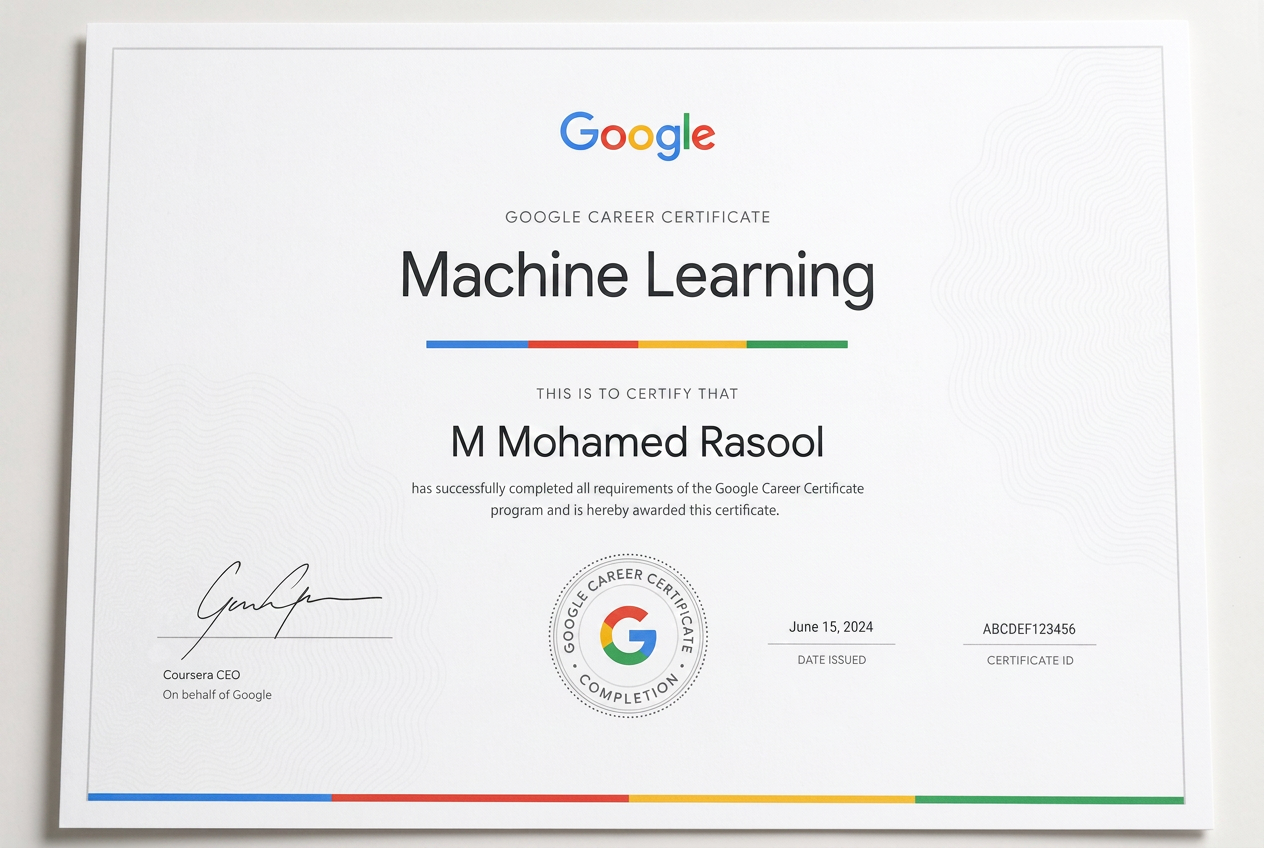 Google
GOOGLE CAREER CERTIFICATE
Machine Learning
THIS IS TO CERTIFY THAT
M Mohamed Rasool
has successfully completed all requirements of the Google Career Certificate
program and is hereby awarded this certificate.
GOOGLE CAREER CERTIFICATE
G
• COMPLETION •
Coursera CEO
On behalf of Google
June 15, 2024
DATE ISSUED
ABCDEF123456
CERTIFICATE ID